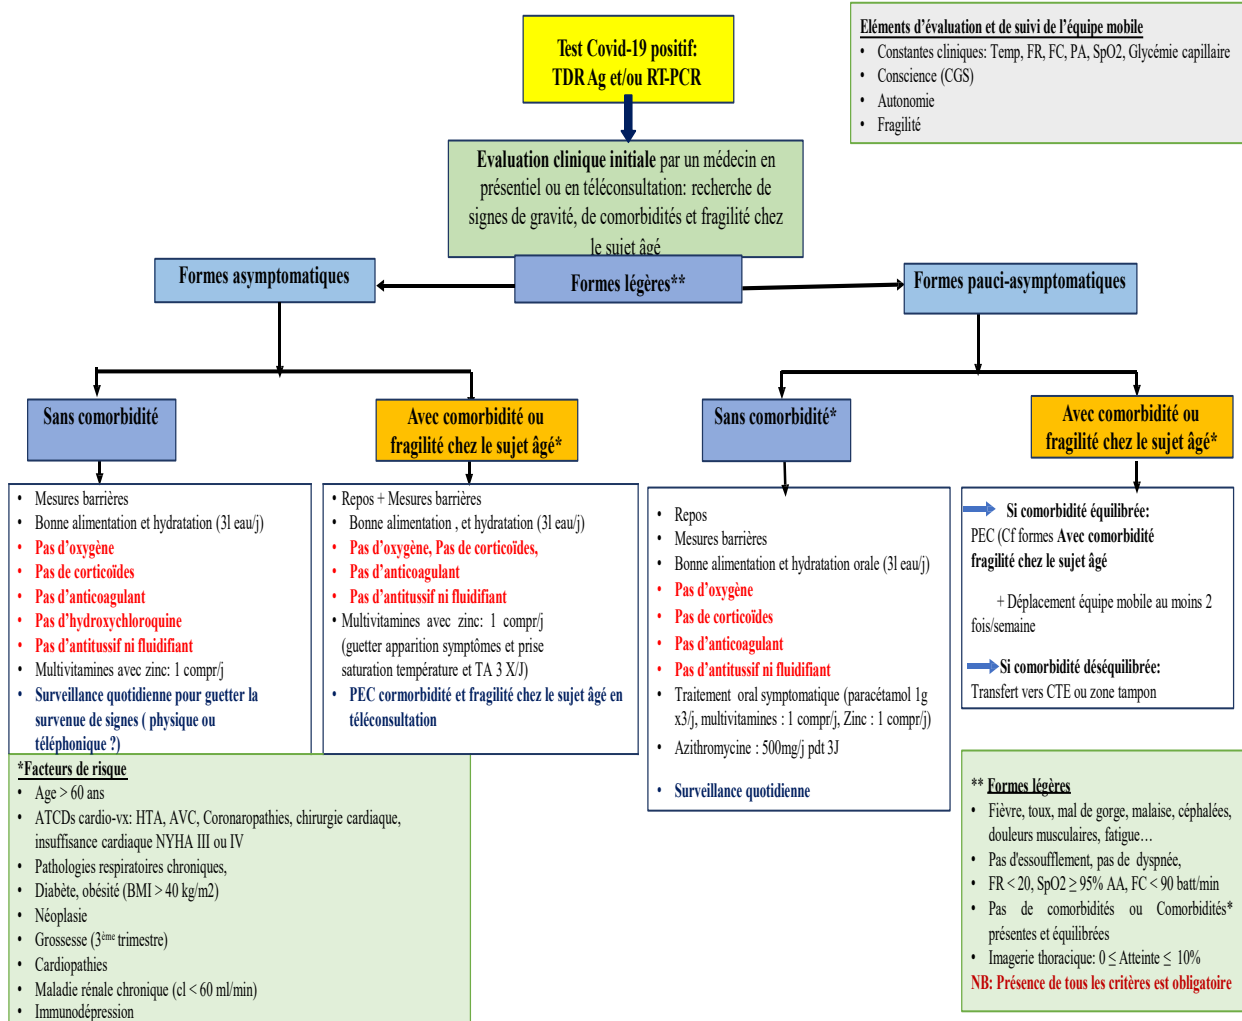 Test Covid-19 positif:
TDR Ag et/ou RT-PCR
Eléments d'évaluation et de suivi de l'équipe mobile
• Constantes cliniques: Temp, FR, FC, PA, SpO2, Glycémie capillaire
• Conscience (CGS)
• Autonomie
• Fragilité
Evaluation clinique initiale par un médecin en
présentiel ou en téléconsultation: recherche de
signes de gravité, de comorbidités et fragilité chez
le sujet âgé
Formes asymptomatiques
Formes légères**
Formes pauci-asymptomatiques
Sans comorbidité
Avec comorbidité ou
fragilité chez le sujet âgé*
Sans comorbidité*
Avec comorbidité ou
fragilité chez le sujet âgé*
• Mesures barrières
• Bonne alimentation et hydratation (3l eau/j)
• Pas d'oxygène
• Pas de corticoïdes
• Pas d'anticoagulant
• Pas d'hydroxychloroquine
• Pas d'antitussif ni fluidifiant
• Multivitamines avec zinc: 1 compr/j
• Surveillance quotidienne pour guetter la
survenue de signes ( physique ou
téléphonique ?)
• Repos + Mesures barrières
• Bonne alimentation , et hydratation (3l eau/j)
• Pas d'oxygène, Pas de corticoïdes,
• Pas d'anticoagulant
• Pas d'antitussif ni fluidifiant
• Multivitamines avec zinc: 1 compr/j
(guetter apparition symptômes et prise
saturation température et TA 3 X/J)
• PEC cormorbidité et fragilité chez le sujet âgé en
téléconsultation
• Repos
• Mesures barrières
• Bonne alimentation et hydratation orale (3l eau/j)
• Pas d'oxygène
• Pas de corticoïdes
• Pas d'anticoagulant
• Pas d'antitussif ni fluidifiant
• Traitement oral symptomatique (paracétamol 1g
x3/j, multivitamines : 1 compr/j, Zinc : 1 compr/j)
• Azithromycine : 500mg/j pdt 3J
• Surveillance quotidienne
Si comorbidité équilibrée:
PEC (Cf formes Avec comorbidité
fragilité chez le sujet âgé
+ Déplacement équipe mobile au moins 2
fois/semaine
Si comorbidité déséquilibrée:
Transfert vers CTE ou zone tampon
*Facteurs de risque
• Age > 60 ans
• ATCDs cardio-vx: HTA, AVC, Coronaropathies, chirurgie cardiaque,
insuffisance cardiaque NYHA III ou IV
• Pathologies respiratoires chroniques,
• Diabète, obésité (BMI > 40 kg/m2)
• Néoplasie
• Grossesse (3ème trimestre)
• Cardiopathies
• Maladie rénale chronique (cl < 60 ml/min)
• Immunodépression
** Formes légères
• Fièvre, toux, mal de gorge, malaise, céphalées,
douleurs musculaires, fatigue…
• Pas d'essoufflement, pas de dyspnée,
• FR < 20, SpO2 ≥ 95% AA, FC < 90 batt/min
• Pas de comorbidités ou Comorbidités*
présentes et équilibrées
• Imagerie thoracique: 0 ≤ Atteinte ≤ 10%
NB: Présence de tous les critères est obligatoire